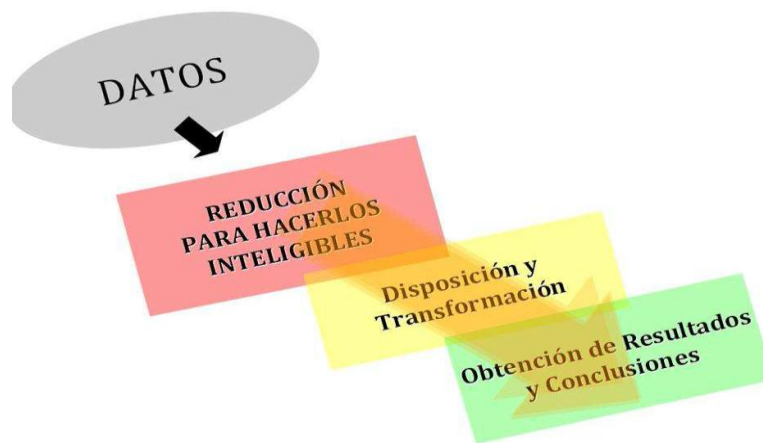 DATOS
REDUCCIÓN
PARA HACERLOS
INTELIGIBLES
Disposición y
Transformación
Obtención de Resultados
y Conclusiones